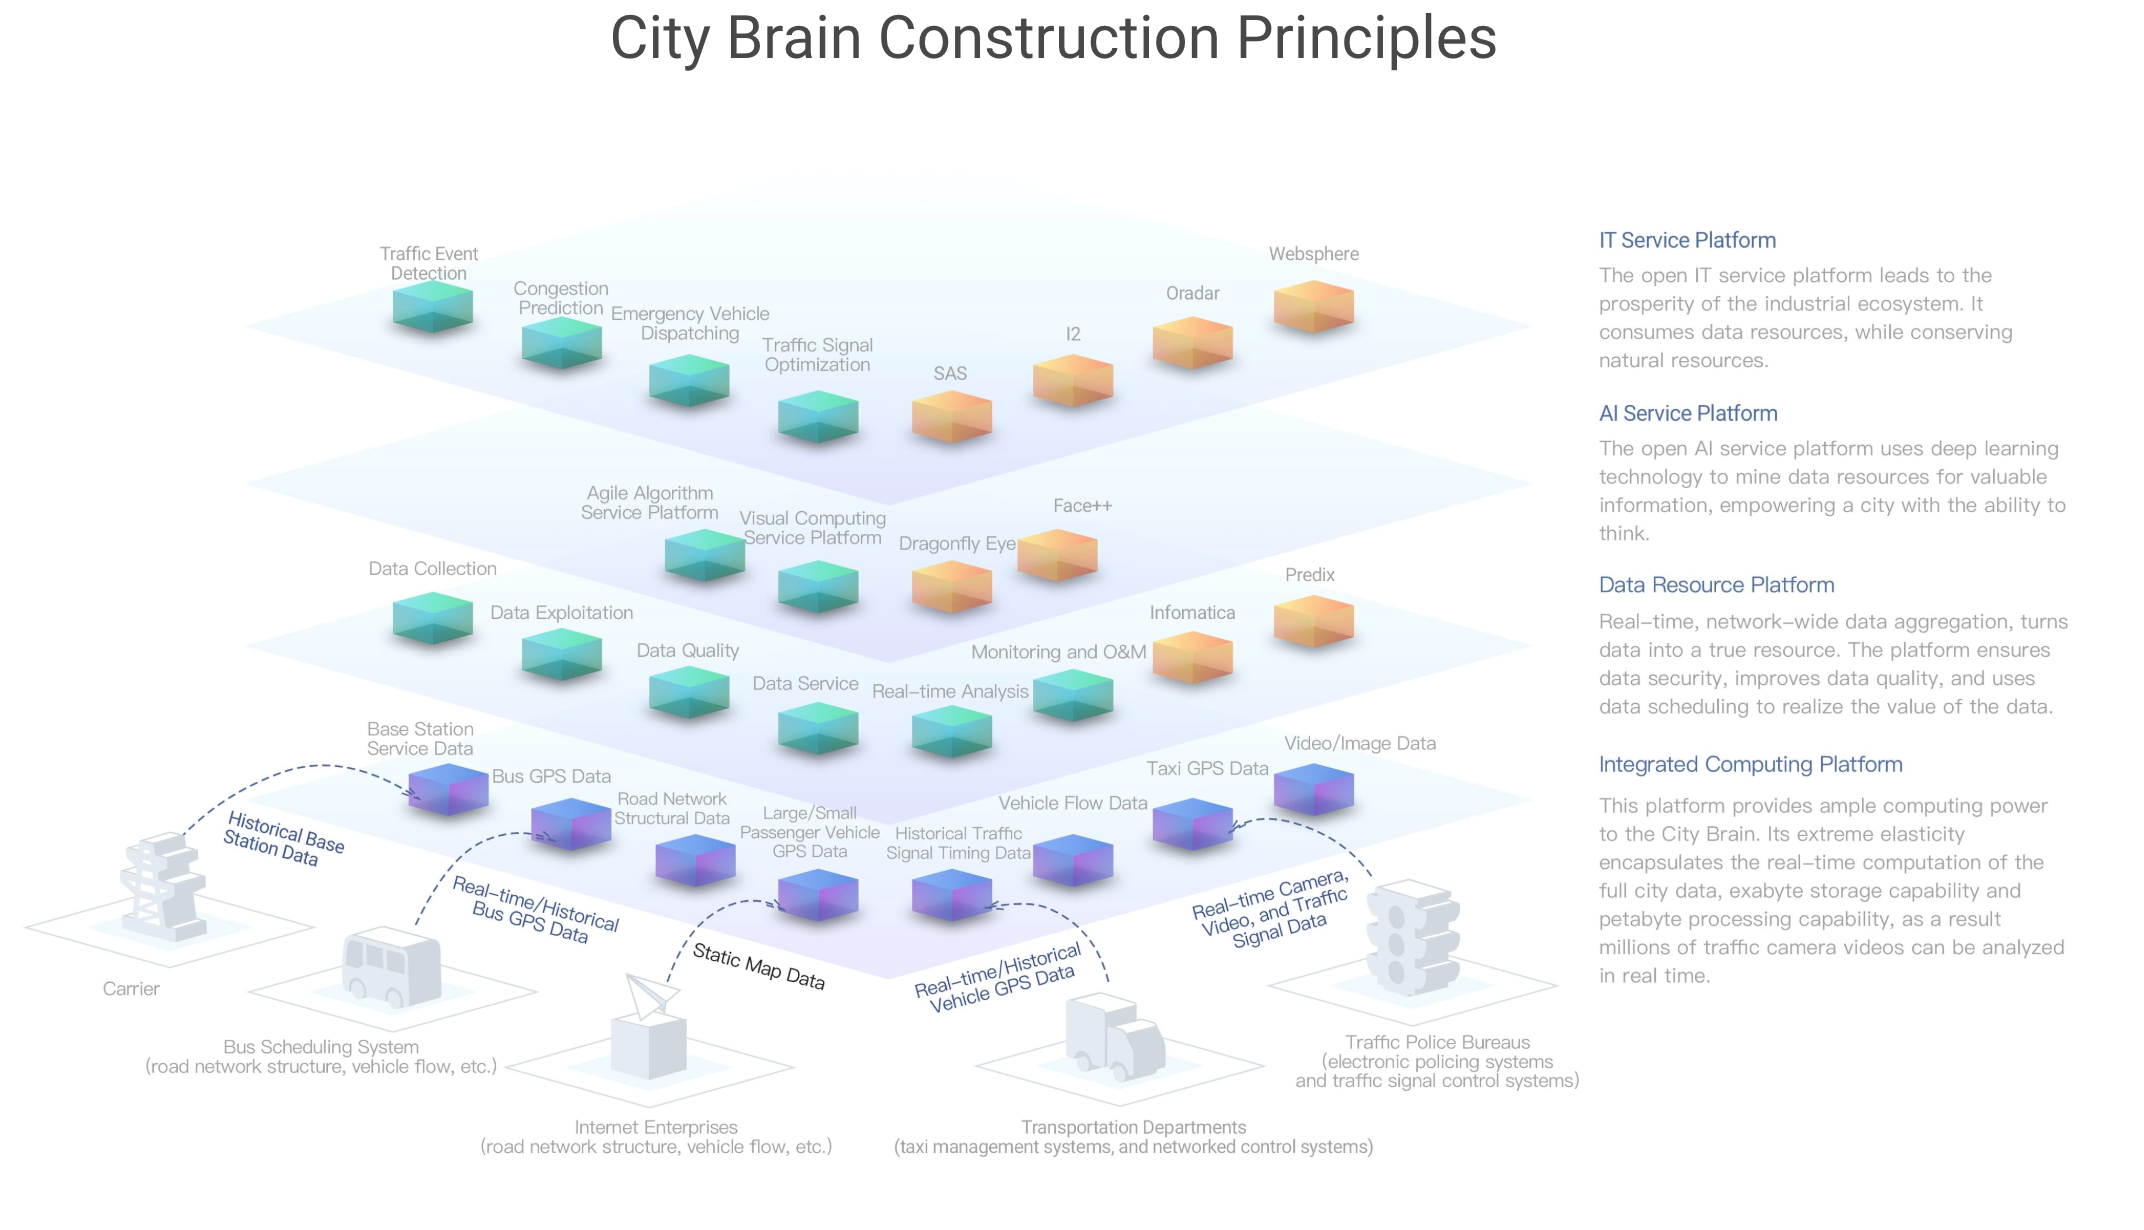 City Brain Construction Principles
Traffic Event
Detection
Congestion
Prediction
Emergency Vehicle
Dispatching
Traffic Signal
Optimization
SAS
I2
Oradar
Websphere
Agile Algorithm
Service Platform
Visual Computing
Service Platform
Dragonfly Eye
Face++
Data Collection
Data Exploitation
Data Quality
Data Service
Real-time Analysis
Monitoring and O&M
Infomatica
Predix
Base Station
Service Data
Bus GPS Data
Road Network
Structural Data
Large/Small
Passenger Vehicle
GPS Data
Historical Traffic
Signal Timing Data
Vehicle Flow Data
Taxi GPS Data
Video/Image Data
Historical Base
Station Data
Real-time/Historical
Bus GPS Data
Static Map Data
Real-time/Historical
Vehicle GPS Data
Real-time Camera,
Video, and Traffic
Signal Data
Carrier
Bus Scheduling System
(road network structure, vehicle flow, etc.)
Internet Enterprises
(road network structure, vehicle flow, etc.)
Transportation Departments
(taxi management systems, and networked control systems)
Traffic Police Bureaus
(electronic policing systems
and traffic signal control systems)
IT Service Platform
The open IT service platform leads to the
prosperity of the industrial ecosystem. It
consumes data resources, while conserving
natural resources.
AI Service Platform
The open AI service platform uses deep learning
technology to mine data resources for valuable
information, empowering a city with the ability to
think.
Data Resource Platform
Real-time, network-wide data aggregation, turns
data into a true resource. The platform ensures
data security, improves data quality, and uses
data scheduling to realize the value of the data.
Integrated Computing Platform
This platform provides ample computing power
to the City Brain. Its extreme elasticity
encapsulates the real-time computation of the
full city data, exabyte storage capability and
petabyte processing capability, as a result
millions of traffic camera videos can be analyzed
in real time.